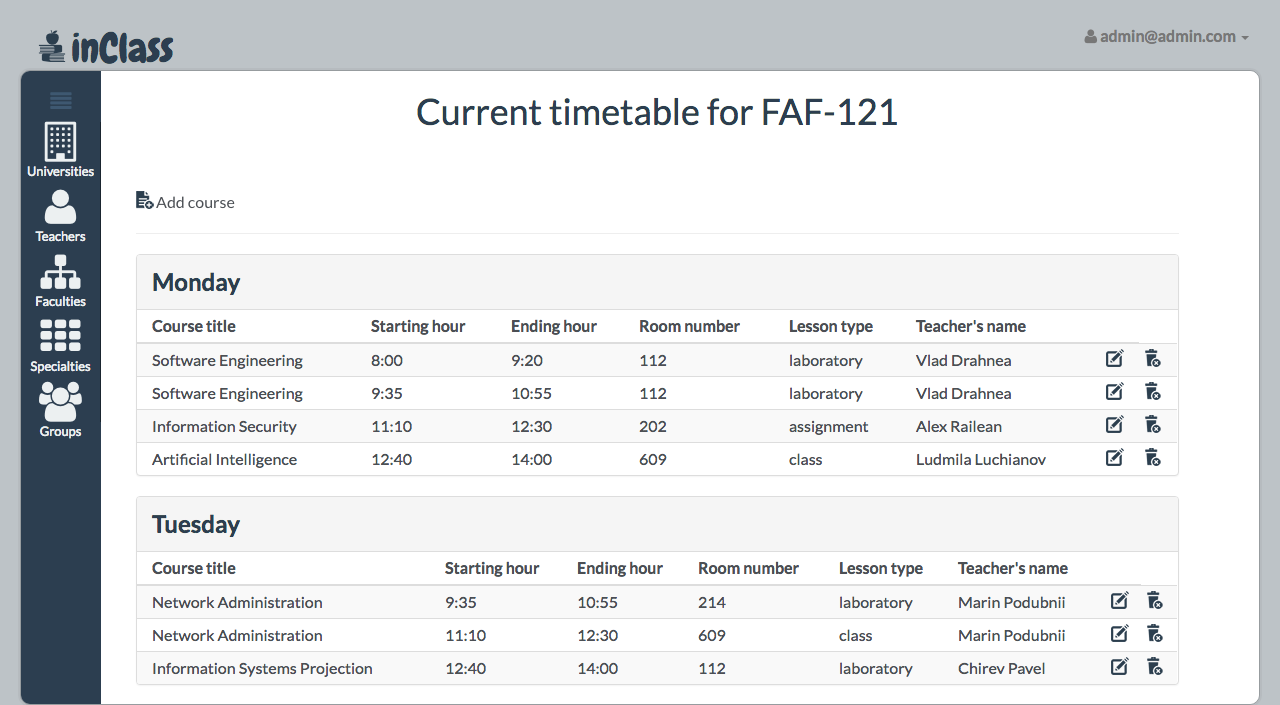 inClass
admin@admin.com
Universities
Teachers
Faculties
Specialties
Groups
Current timetable for FAF-121
Add course
Monday
Course title Starting hour Ending hour Room number Lesson type Teacher's name
Software Engineering 8:00 9:20 112 laboratory Vlad Drahnea
Software Engineering 9:35 10:55 112 laboratory Vlad Drahnea
Information Security 11:10 12:30 202 assignment Alex Railean
Artificial Intelligence 12:40 14:00 609 class Ludmila Luchianov
Tuesday
Course title Starting hour Ending hour Room number Lesson type Teacher's name
Network Administration 9:35 10:55 214 laboratory Marin Podubnii
Network Administration 11:10 12:30 609 class Marin Podubnii
Information Systems Projection 12:40 14:00 112 laboratory Chirev Pavel